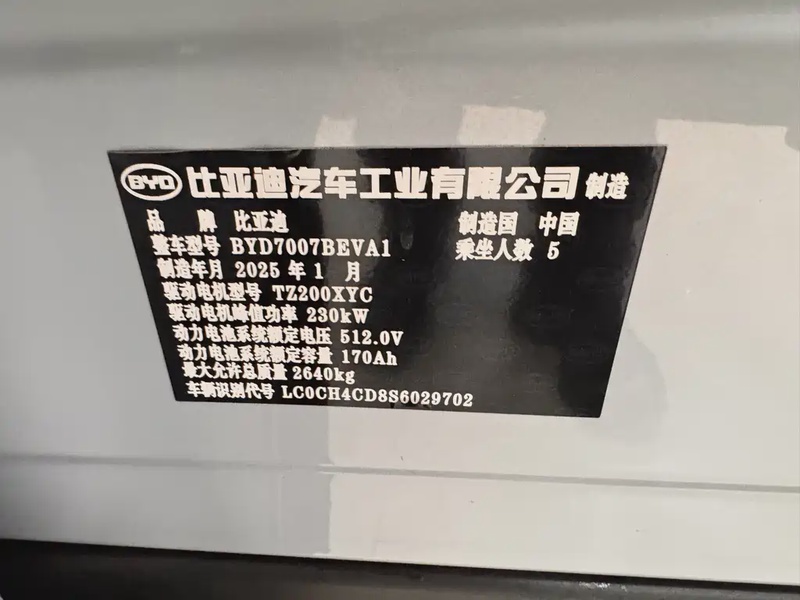 BYD 比亚迪汽车工业有限公司 制造
品 牌 比亚迪 制造国 中国
整车型号 BYD7007BEVA1 乘坐人数 5
制造年月 2025 年 1 月
驱动电机型号 TZ200XYC
驱动电机峰值功率 230kW
动力电池系统额定电压 512.0V
动力电池系统额定容量 170Ah
最大允许总质量 2640kg
车辆识别代号 LC0CH4CD8S6029702